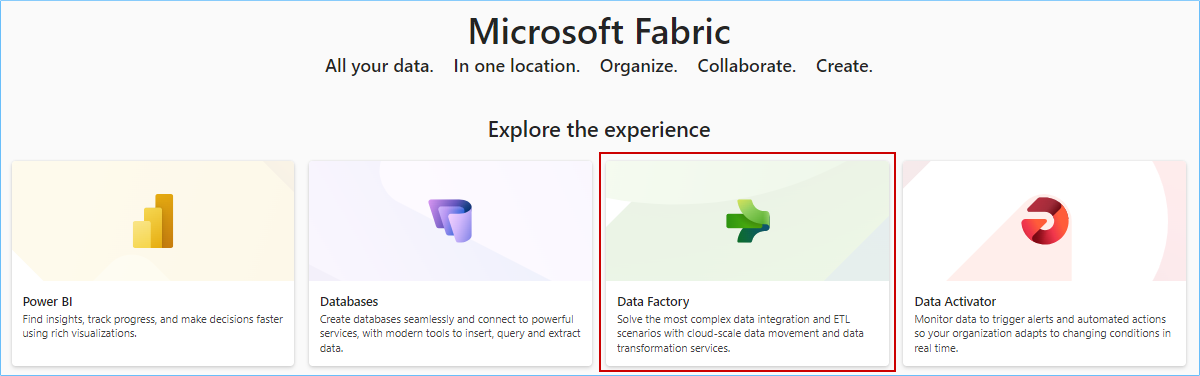 Microsoft Fabric
All your data. In one location. Organize. Collaborate. Create.
Explore the experience
Power BI
Find insights, track progress, and make decisions faster
using rich visualizations.
Databases
Create databases seamlessly and connect to powerful
services, with modern tools to insert, query and extract
data.
Data Factory
Solve the most complex data integration and ETL
scenarios with cloud-scale data movement and data
transformation services.
Data Activator
Monitor data to trigger alerts and automated actions
so your organization adapts to changing conditions in
real time.